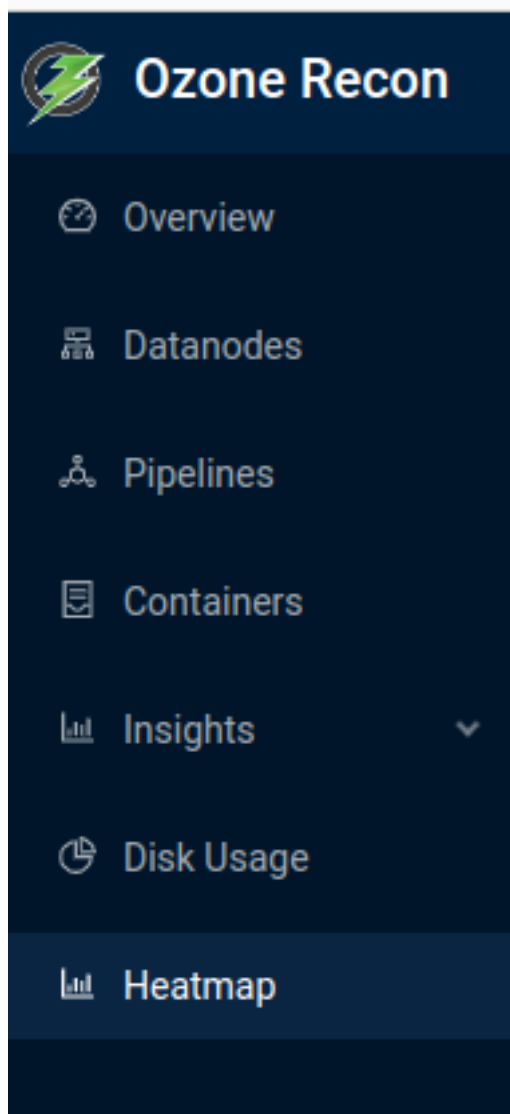 Ozone Recon
Overview
Datanodes
Pipelines
Containers
Insights
Disk Usage
Heatmap